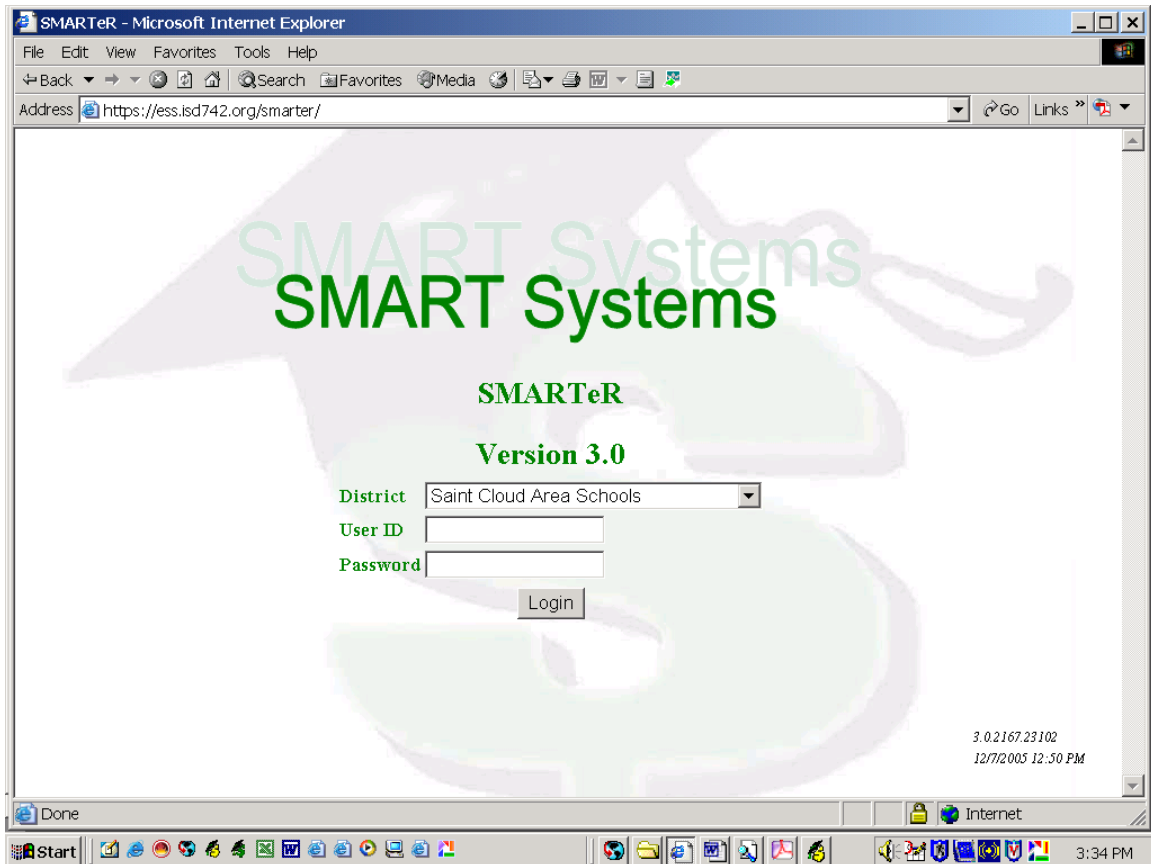 SMARTeR - Microsoft Internet Explorer
File Edit View Favorites Tools Help
Back Search Favorites Media
Address https://ess.isd742.org/smarter/ Go Links »
SMART Systems
SMART Systems
SMARTeR
Version 3.0
District Saint Cloud Area Schools
User ID
Password
Login
3.0.2167.23102
12/7/2005 12:50 PM
Done Internet
Start 3:34 PM